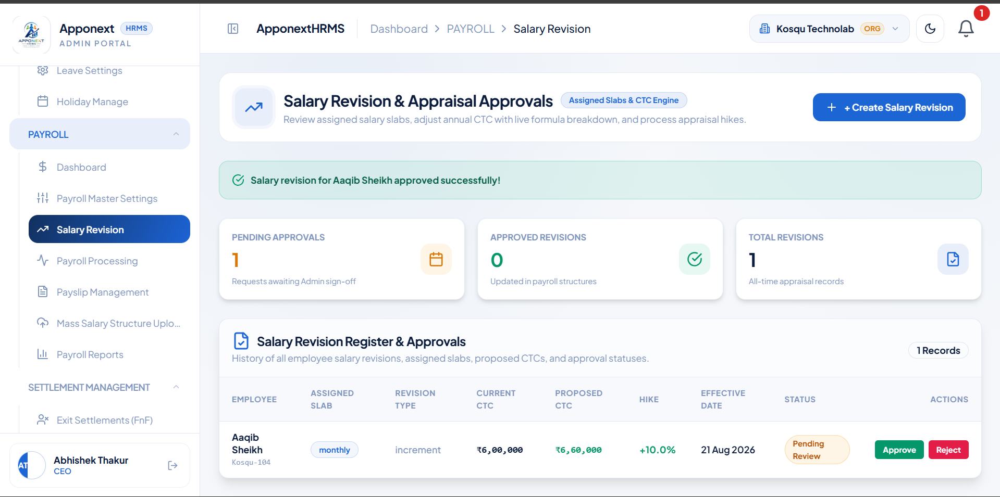 Apponext HRMS
ADMIN PORTAL
ApponextHRMS
Dashboard > PAYROLL > Salary Revision
Kosqu Technolab ORG
1
Leave Settings
Holiday Manage
PAYROLL
Dashboard
Payroll Master Settings
Salary Revision
Payroll Processing
Payslip Management
Mass Salary Structure Uplo...
Payroll Reports
SETTLEMENT MANAGEMENT
Exit Settlements (FnF)
AT
Abhishek Thakur
CEO
Salary Revision & Appraisal Approvals
Assigned Slabs & CTC Engine
Review assigned salary slabs, adjust annual CTC with live formula breakdown, and process appraisal hikes.
+ + Create Salary Revision
Salary revision for Aaqib Sheikh approved successfully!
PENDING APPROVALS
1
Requests awaiting Admin sign-off
APPROVED REVISIONS
0
Updated in payroll structures
TOTAL REVISIONS
1
All-time appraisal records
Salary Revision Register & Approvals
History of all employee salary revisions, assigned slabs, proposed CTCs, and approval statuses.
1 Records
EMPLOYEE
ASSIGNED
SLAB
REVISION
TYPE
CURRENT
CTC
PROPOSED
CTC
HIKE
EFFECTIVE
DATE
STATUS
ACTIONS
Aaqib
Sheikh
Kosqu-104
monthly
increment
₹6,00,000
₹6,60,000
+10.0%
21 Aug 2026
Pending
Review
Approve
Reject